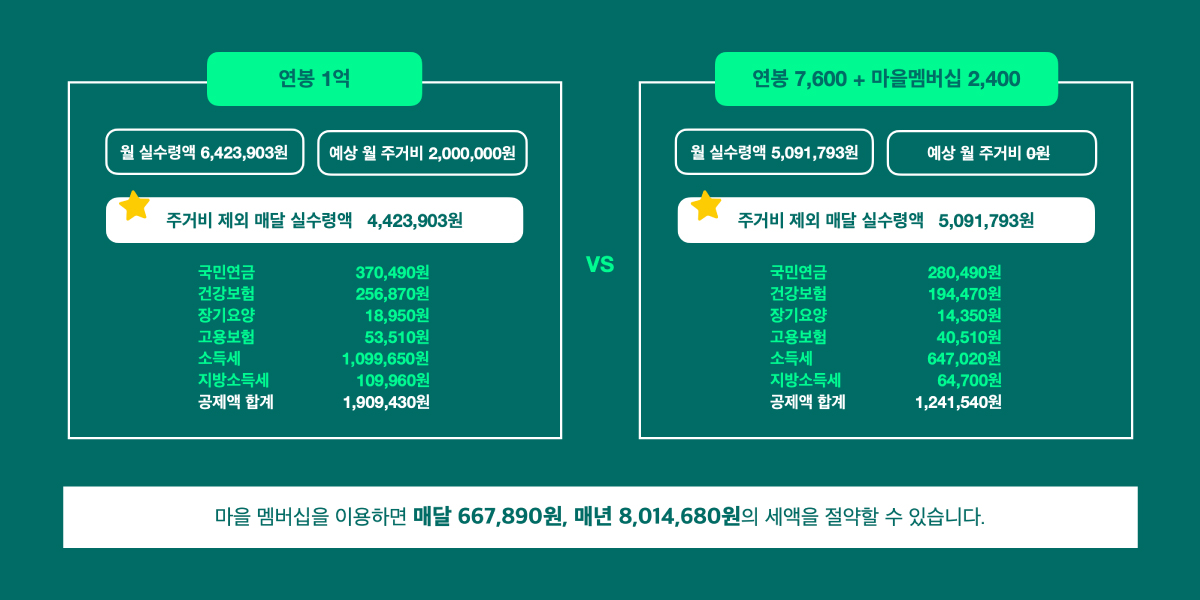 연봉 1억
월 실수령액 6,423,903원
예상 월 주거비 2,000,000원
주거비 제외 매달 실수령액 4,423,903원
국민연금 370,490원
건강보험 256,870원
장기요양 18,950원
고용보험 53,510원
소득세 1,099,650원
지방소득세 109,960원
공제액 합계 1,909,430원
VS
연봉 7,600 + 마을멤버십 2,400
월 실수령액 5,091,793원
예상 월 주거비 0원
주거비 제외 매달 실수령액 5,091,793원
국민연금 280,490원
건강보험 194,470원
장기요양 14,350원
고용보험 40,510원
소득세 647,020원
지방소득세 64,700원
공제액 합계 1,241,540원
마을 멤버십을 이용하면 매달 667,890원, 매년 8,014,680원의 세액을 절약할 수 있습니다.